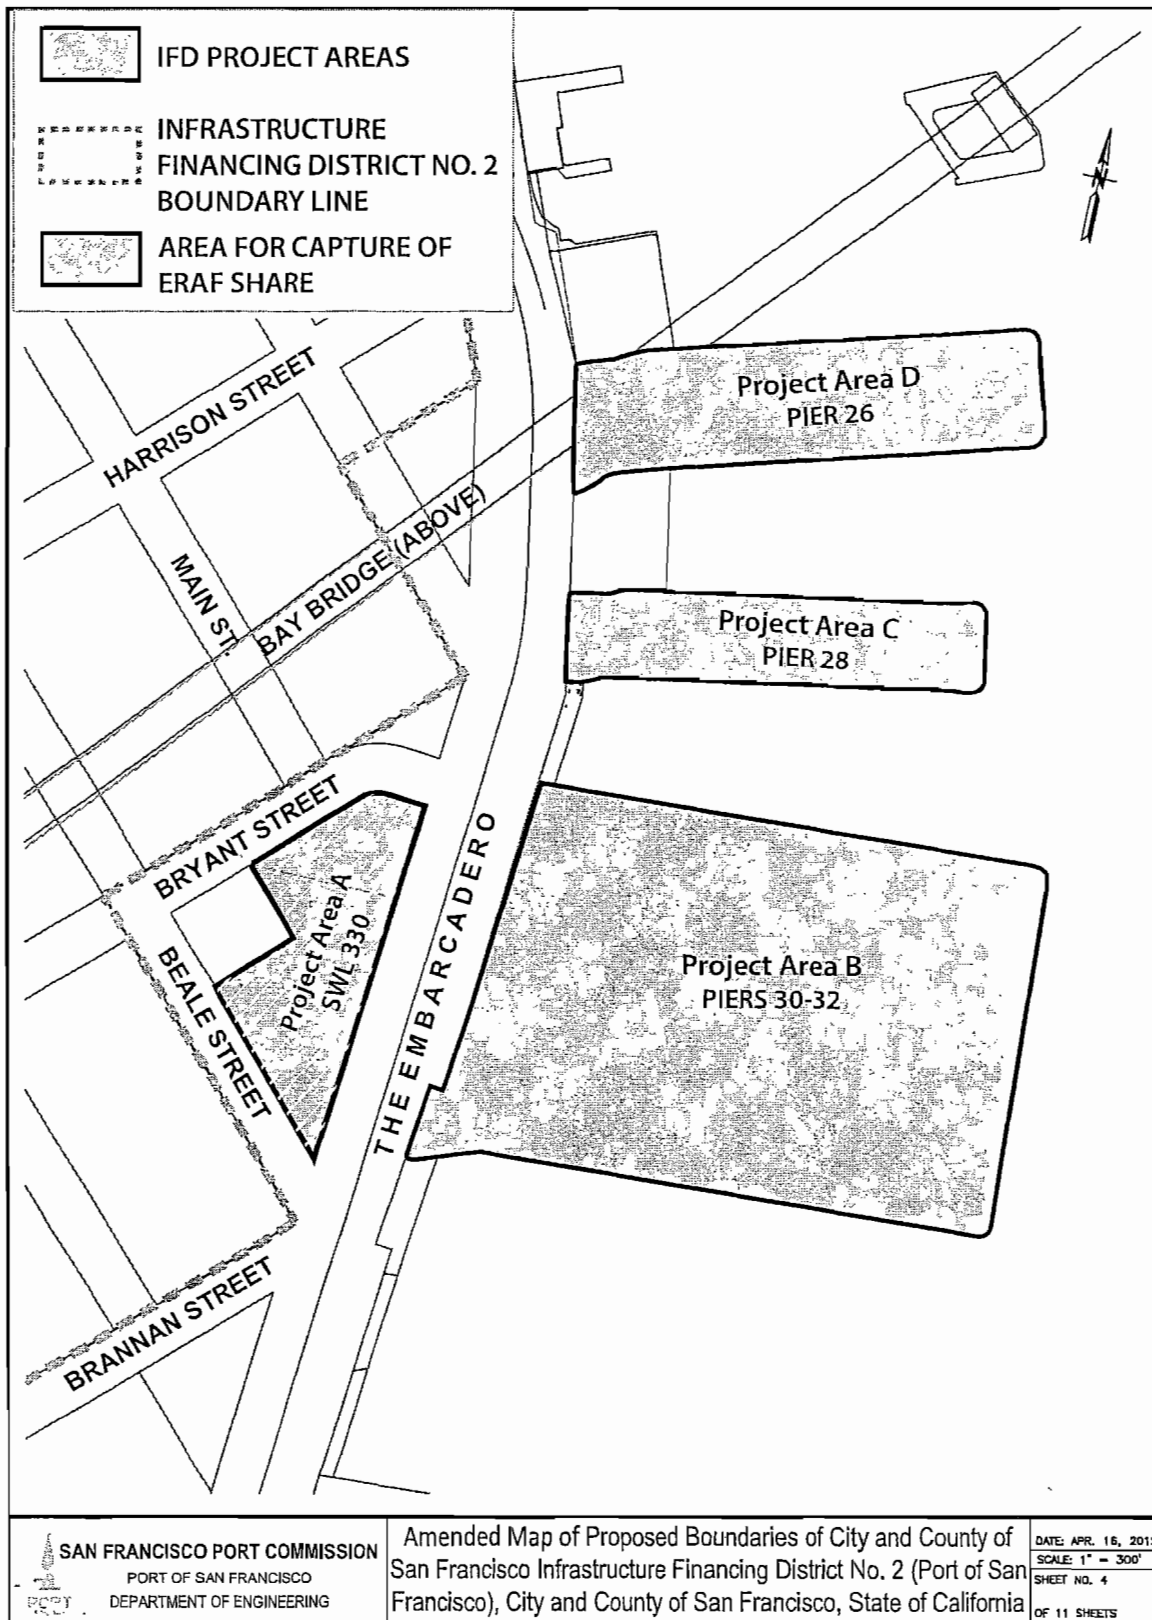 IFD PROJECT AREAS
INFRASTRUCTURE
FINANCING DISTRICT NO. 2
BOUNDARY LINE
AREA FOR CAPTURE OF
ERAF SHARE
N
HARRISON STREET
MAIN ST.
BAY BRIDGE (ABOVE)
Project Area D
PIER 26
Project Area C
PIER 28
BRYANT STREET
Project Area A
SWL 330
BEALE STREET
THE EMBARCADERO
Project Area B
PIERS 30-32
BRANNAN STREET
SAN FRANCISCO PORT COMMISSION
PORT OF SAN FRANCISCO
DEPARTMENT OF ENGINEERING
Amended Map of Proposed Boundaries of City and County of
San Francisco Infrastructure Financing District No. 2 (Port of San
Francisco), City and County of San Francisco, State of California
DATE: APR. 16,
SCALE: 1" = 300'
SHEET NO. 4
OF 11 SHEETS